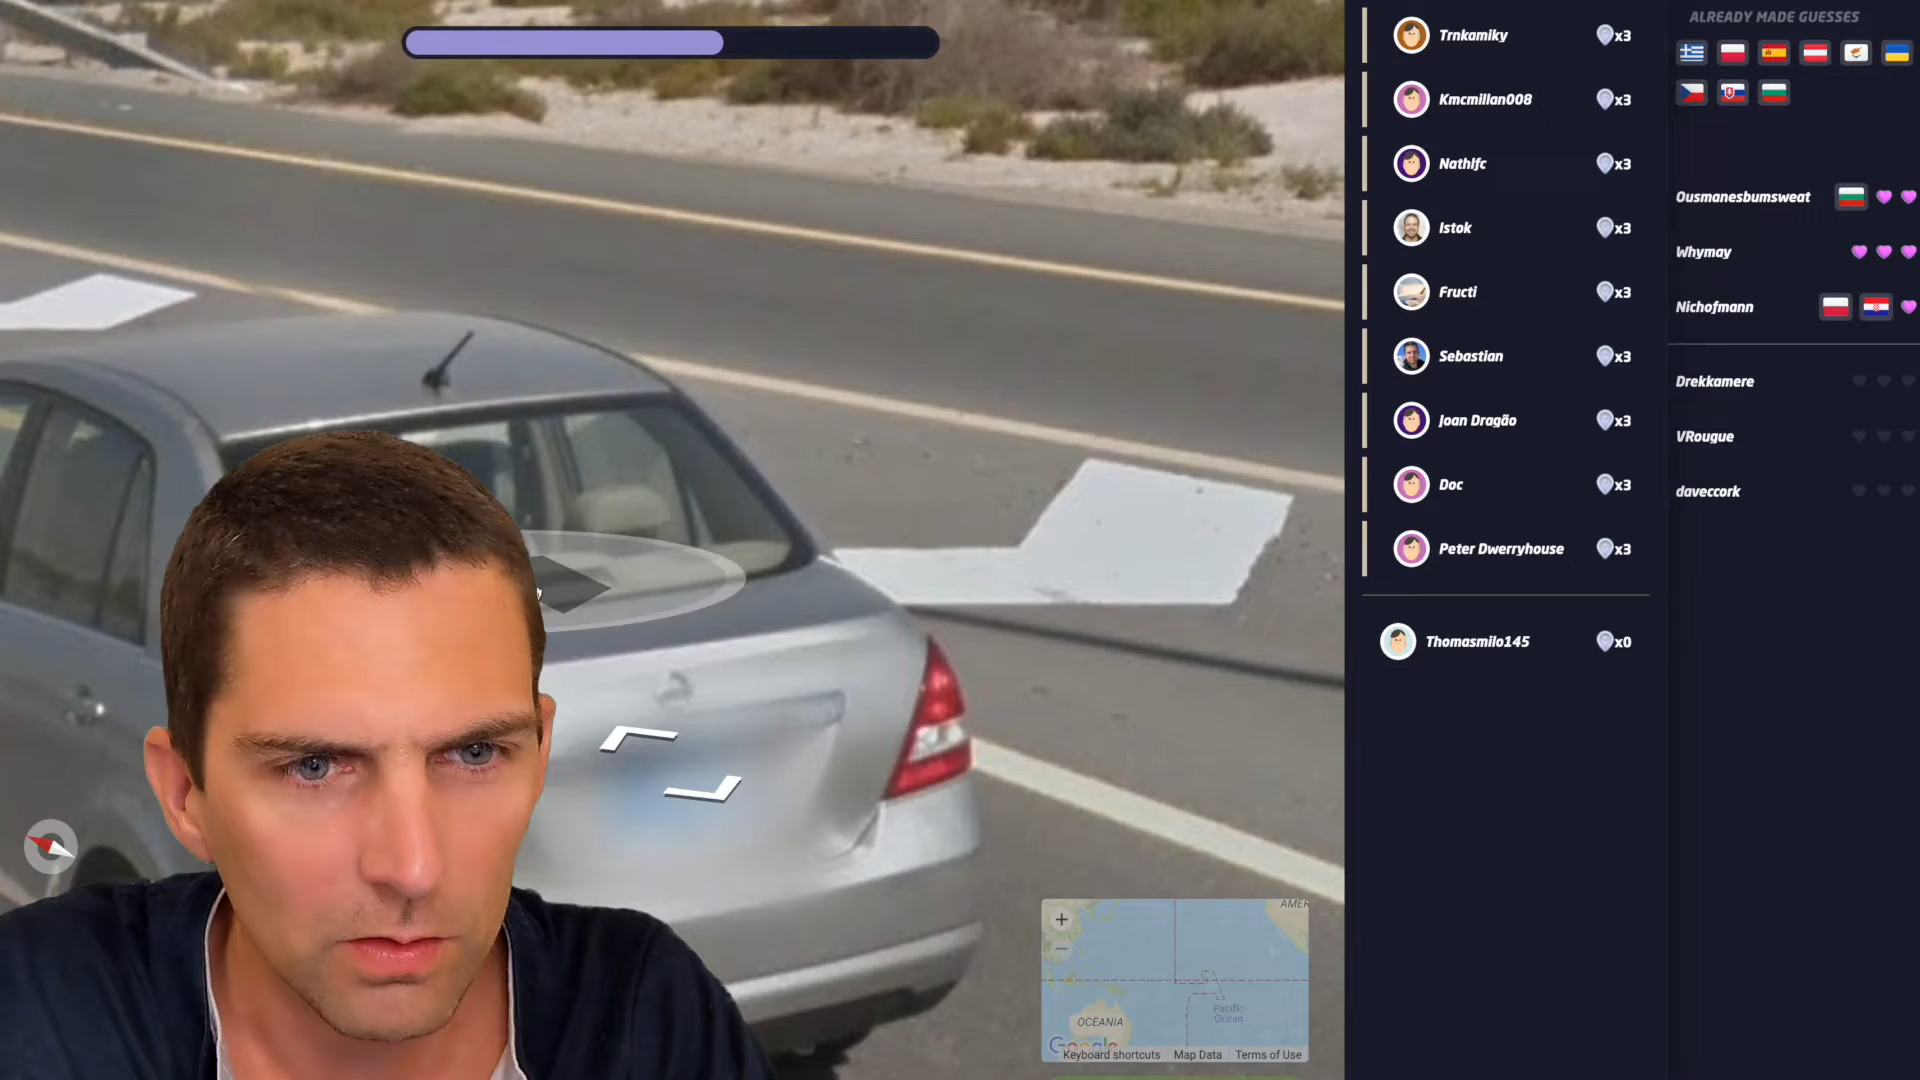 ALREADY MADE GUESSES
Trnkamiky x3
Kmcmillan008 x3
Nathlfc x3
Istok x3
Fructi x3
Sebastian x3
Joan Dragão x3
Doc x3
Peter Dwerryhouse x3
Thomasmilo145 x0
Ousmanesbumsweat
Whymay
Nichofmann
Drekkamere
VRougue
daveccork
AMER
+
−
OCEANIA
Pacific
Ocean
Google
Keyboard shortcuts Map Data Terms of Use